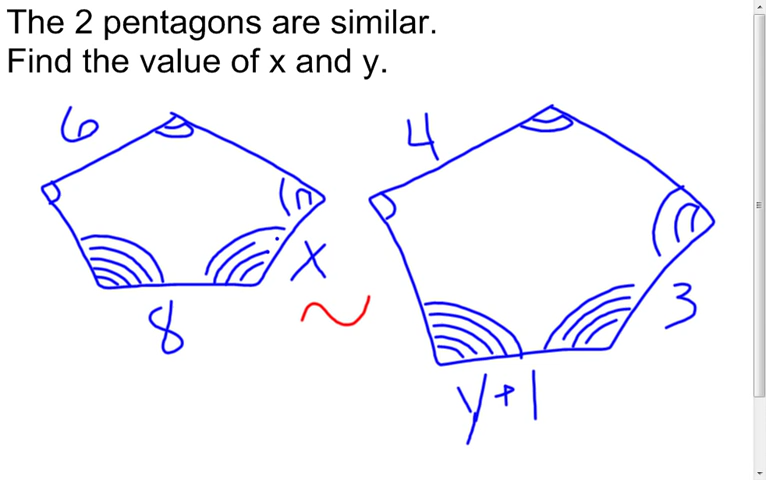 The 2 pentagons are similar.
Find the value of x and y.
6
4
x
3
8
~
y+1